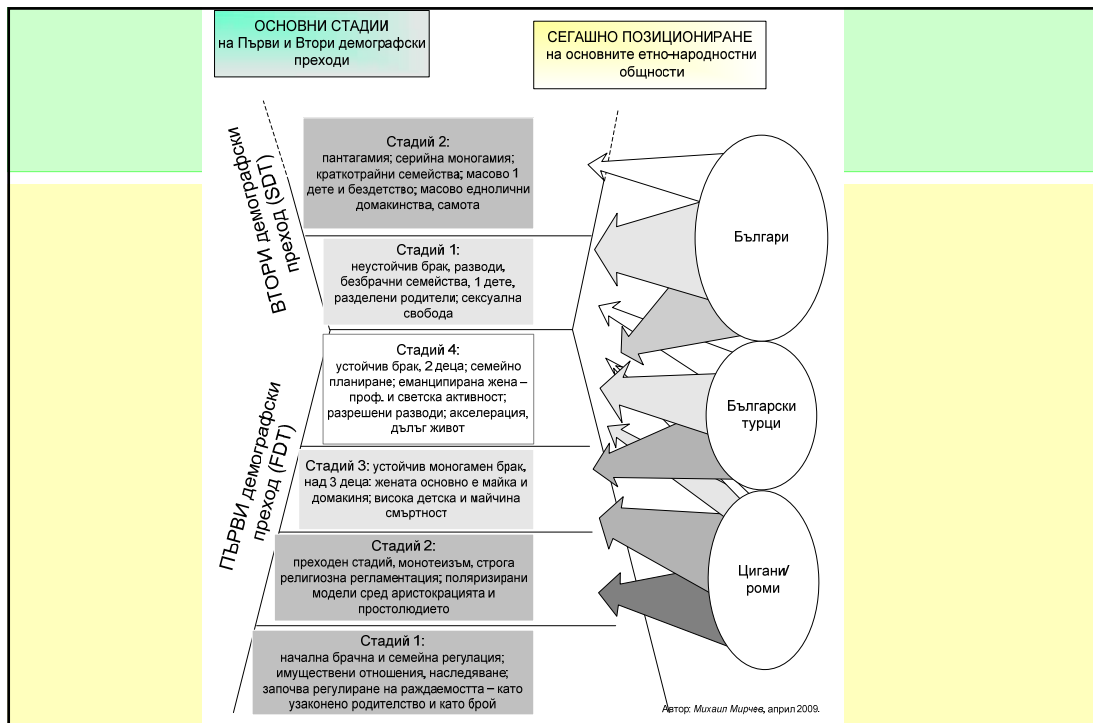 ОСНОВНИ СТАДИИ
на Първи и Втори демографски
преходи
СЕГАШНО ПОЗИЦИОНИРАНЕ
на основните етно-народностни
общности
ВТОРИ демографски
преход (SDT)
Стадий 2:
пантагамия; серийна моногамия;
краткотрайни семейства; масово 1
дете и бездетство; масово еднолични
домакинства, самота
Стадий 1:
неустойчив брак, разводи,
безбрачни семейства, 1 дете,
разделени родители; сексуална
свобода
ПЪРВИ демографски
преход (FDT)
Стадий 4:
устойчив брак, 2 деца; семейно
планиране; еманципирана жена –
проф. и светска активност;
разрешени разводи; акселерация,
дълъг живот
Стадий 3: устойчив моногамен брак,
над 3 деца: жената основно е майка и
домакиня; висока детска и майчина
смъртност
Стадий 2:
преходен стадий, монотеизъм, строга
религиозна регламентация; поляризирани
модели сред аристокрацията и
простолюдието
Стадий 1:
начална брачна и семейна регулация;
имуществени отношения, наследяване;
започва регулиране на раждаемостта – като
узаконено родителство и като брой
Българи
Български
турци
Цигани/
роми
Автор: Михаил Мирчев, април 2009.